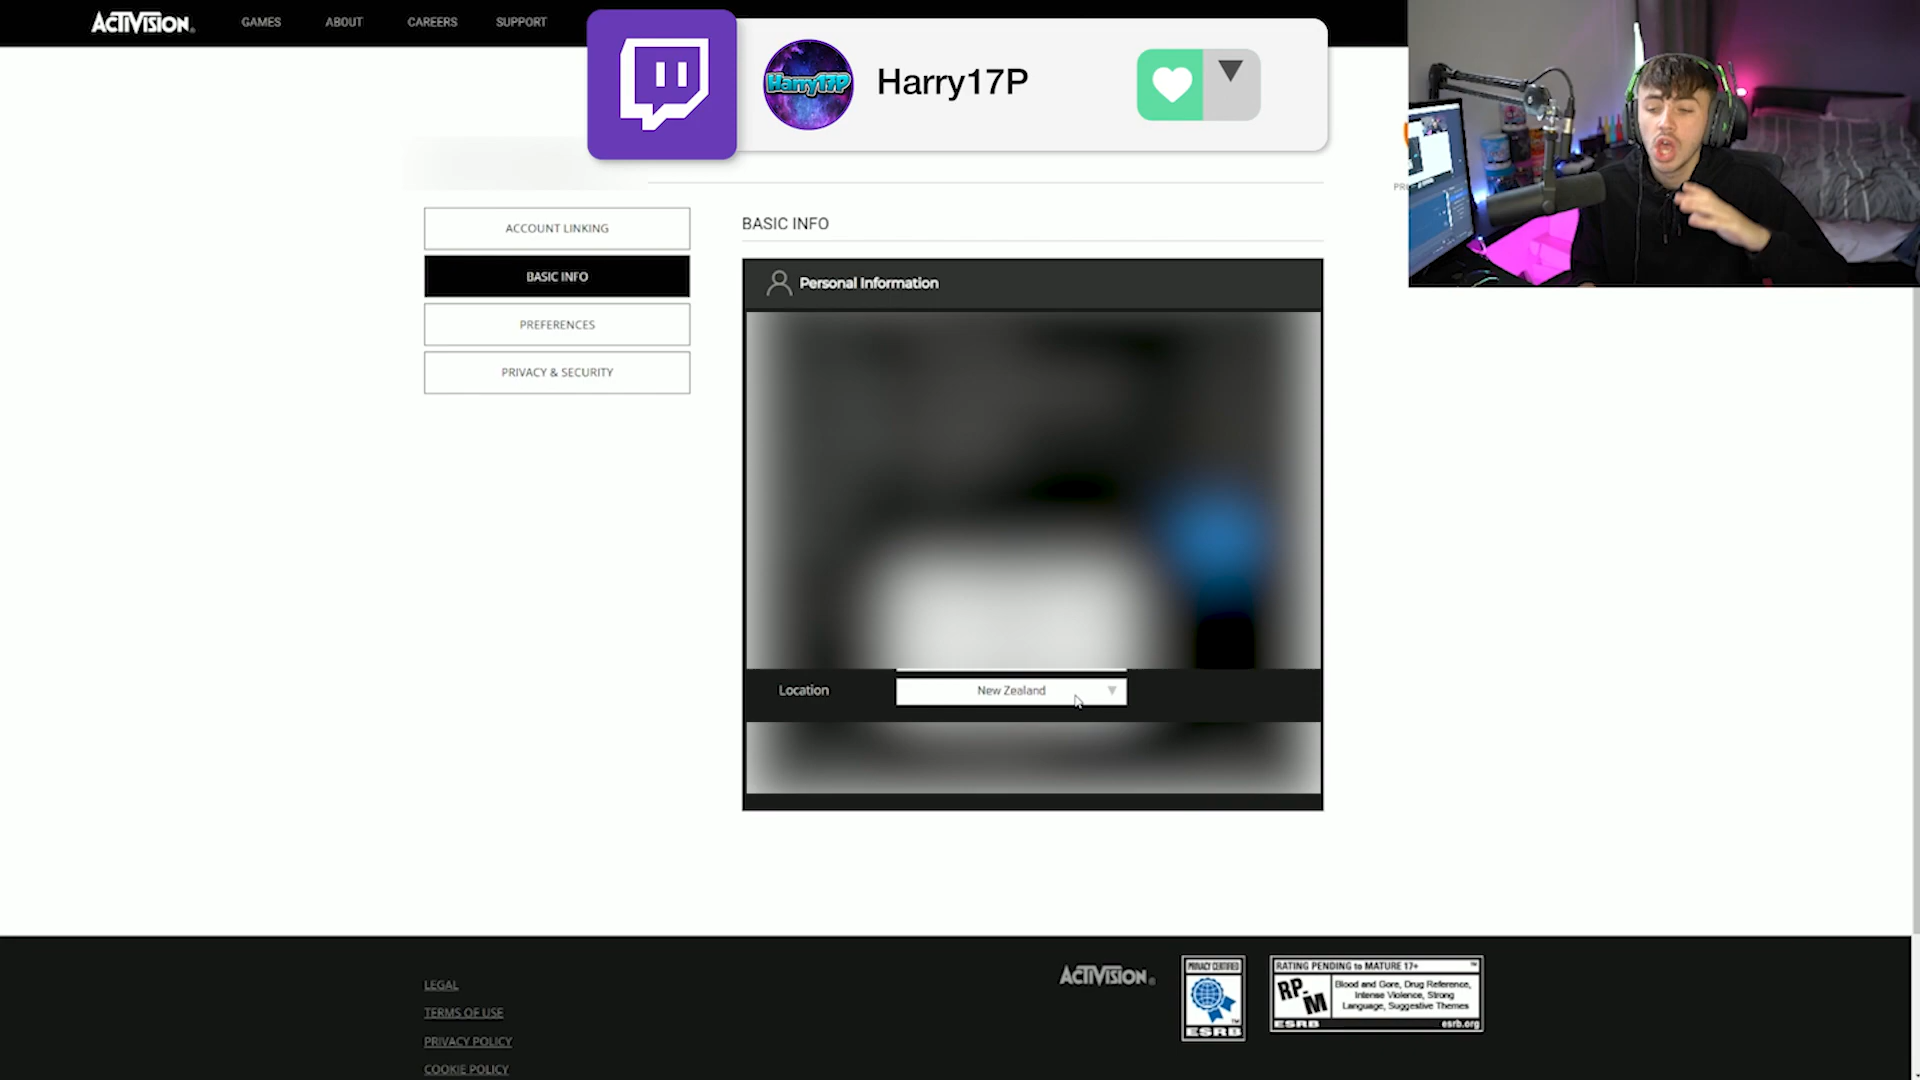 ACTIVISION
GAMES
ABOUT
CAREERS
SUPPORT
Harry17P
Harry17P
ACCOUNT LINKING
BASIC INFO
PREFERENCES
PRIVACY & SECURITY
BASIC INFO
Personal Information
Location
New Zealand
LEGAL
TERMS OF USE
PRIVACY POLICY
COOKIE POLICY
ACTIVISION
PRIVACY CERTIFIED
ESRB
RATING PENDING to MATURE 17+
RP-M
Blood and Gore, Drug Reference,
Intense Violence, Strong
Language, Suggestive Themes
ESRB
esrb.org